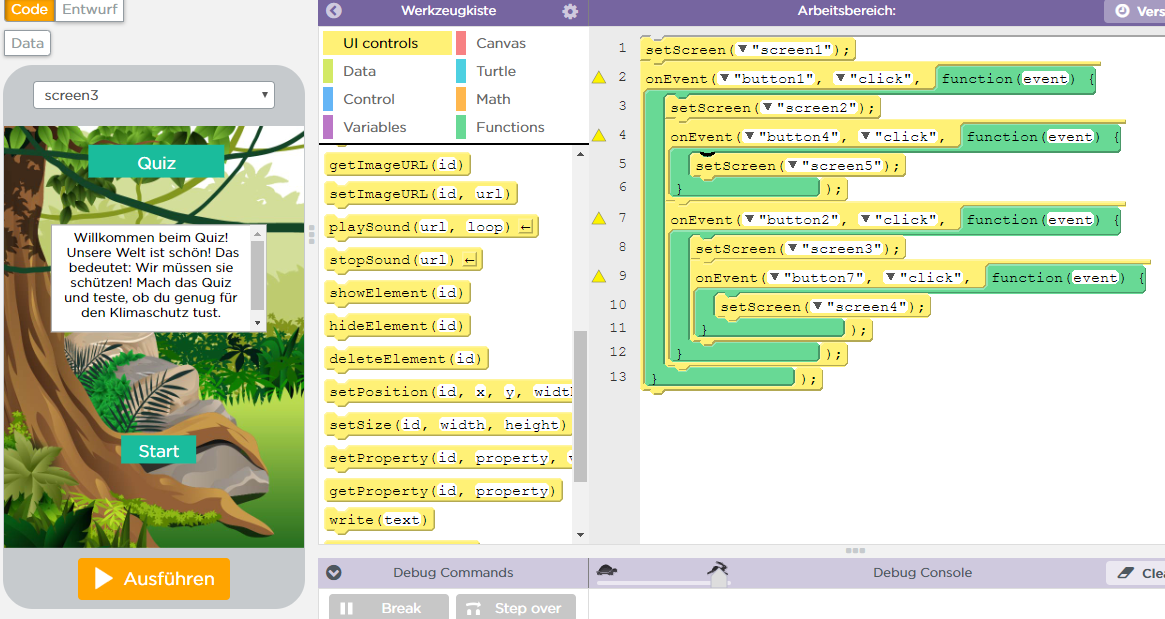 Code Entwurf
Data
screen3
Quiz
Willkommen beim Quiz!
Unsere Welt ist schön! Das
bedeutet: Wir müssen sie
schützen! Mach das Quiz
und teste, ob du genug für
den Klimaschutz tust.
Start
Ausführen
Werkzeugkiste
UI controls Canvas
Data Turtle
Control Math
Variables Functions
getImageURL(id)
setImageURL(id, url)
playSound(url, loop) ←
stopSound(url) ←
showElement(id)
hideElement(id)
deleteElement(id)
setPosition(id, x, y, widt
setSize(id, width, height)
setProperty(id, property,
getProperty(id, property)
write(text)
Arbeitsbereich: Vers
1 setScreen(▼"screen1");
2 onEvent(▼"button1", ▼"click", function(event) {
3 setScreen(▼"screen2");
4 onEvent(▼"button4", ▼"click", function(event) {
5 setScreen(▼"screen5");
6 } );
7 onEvent(▼"button2", ▼"click", function(event) {
8 setScreen(▼"screen3");
9 onEvent(▼"button7", ▼"click", function(event) {
10 setScreen(▼"screen4");
11 } );
12 } );
13 } );
Debug Commands
Break Step over
Debug Console Clea